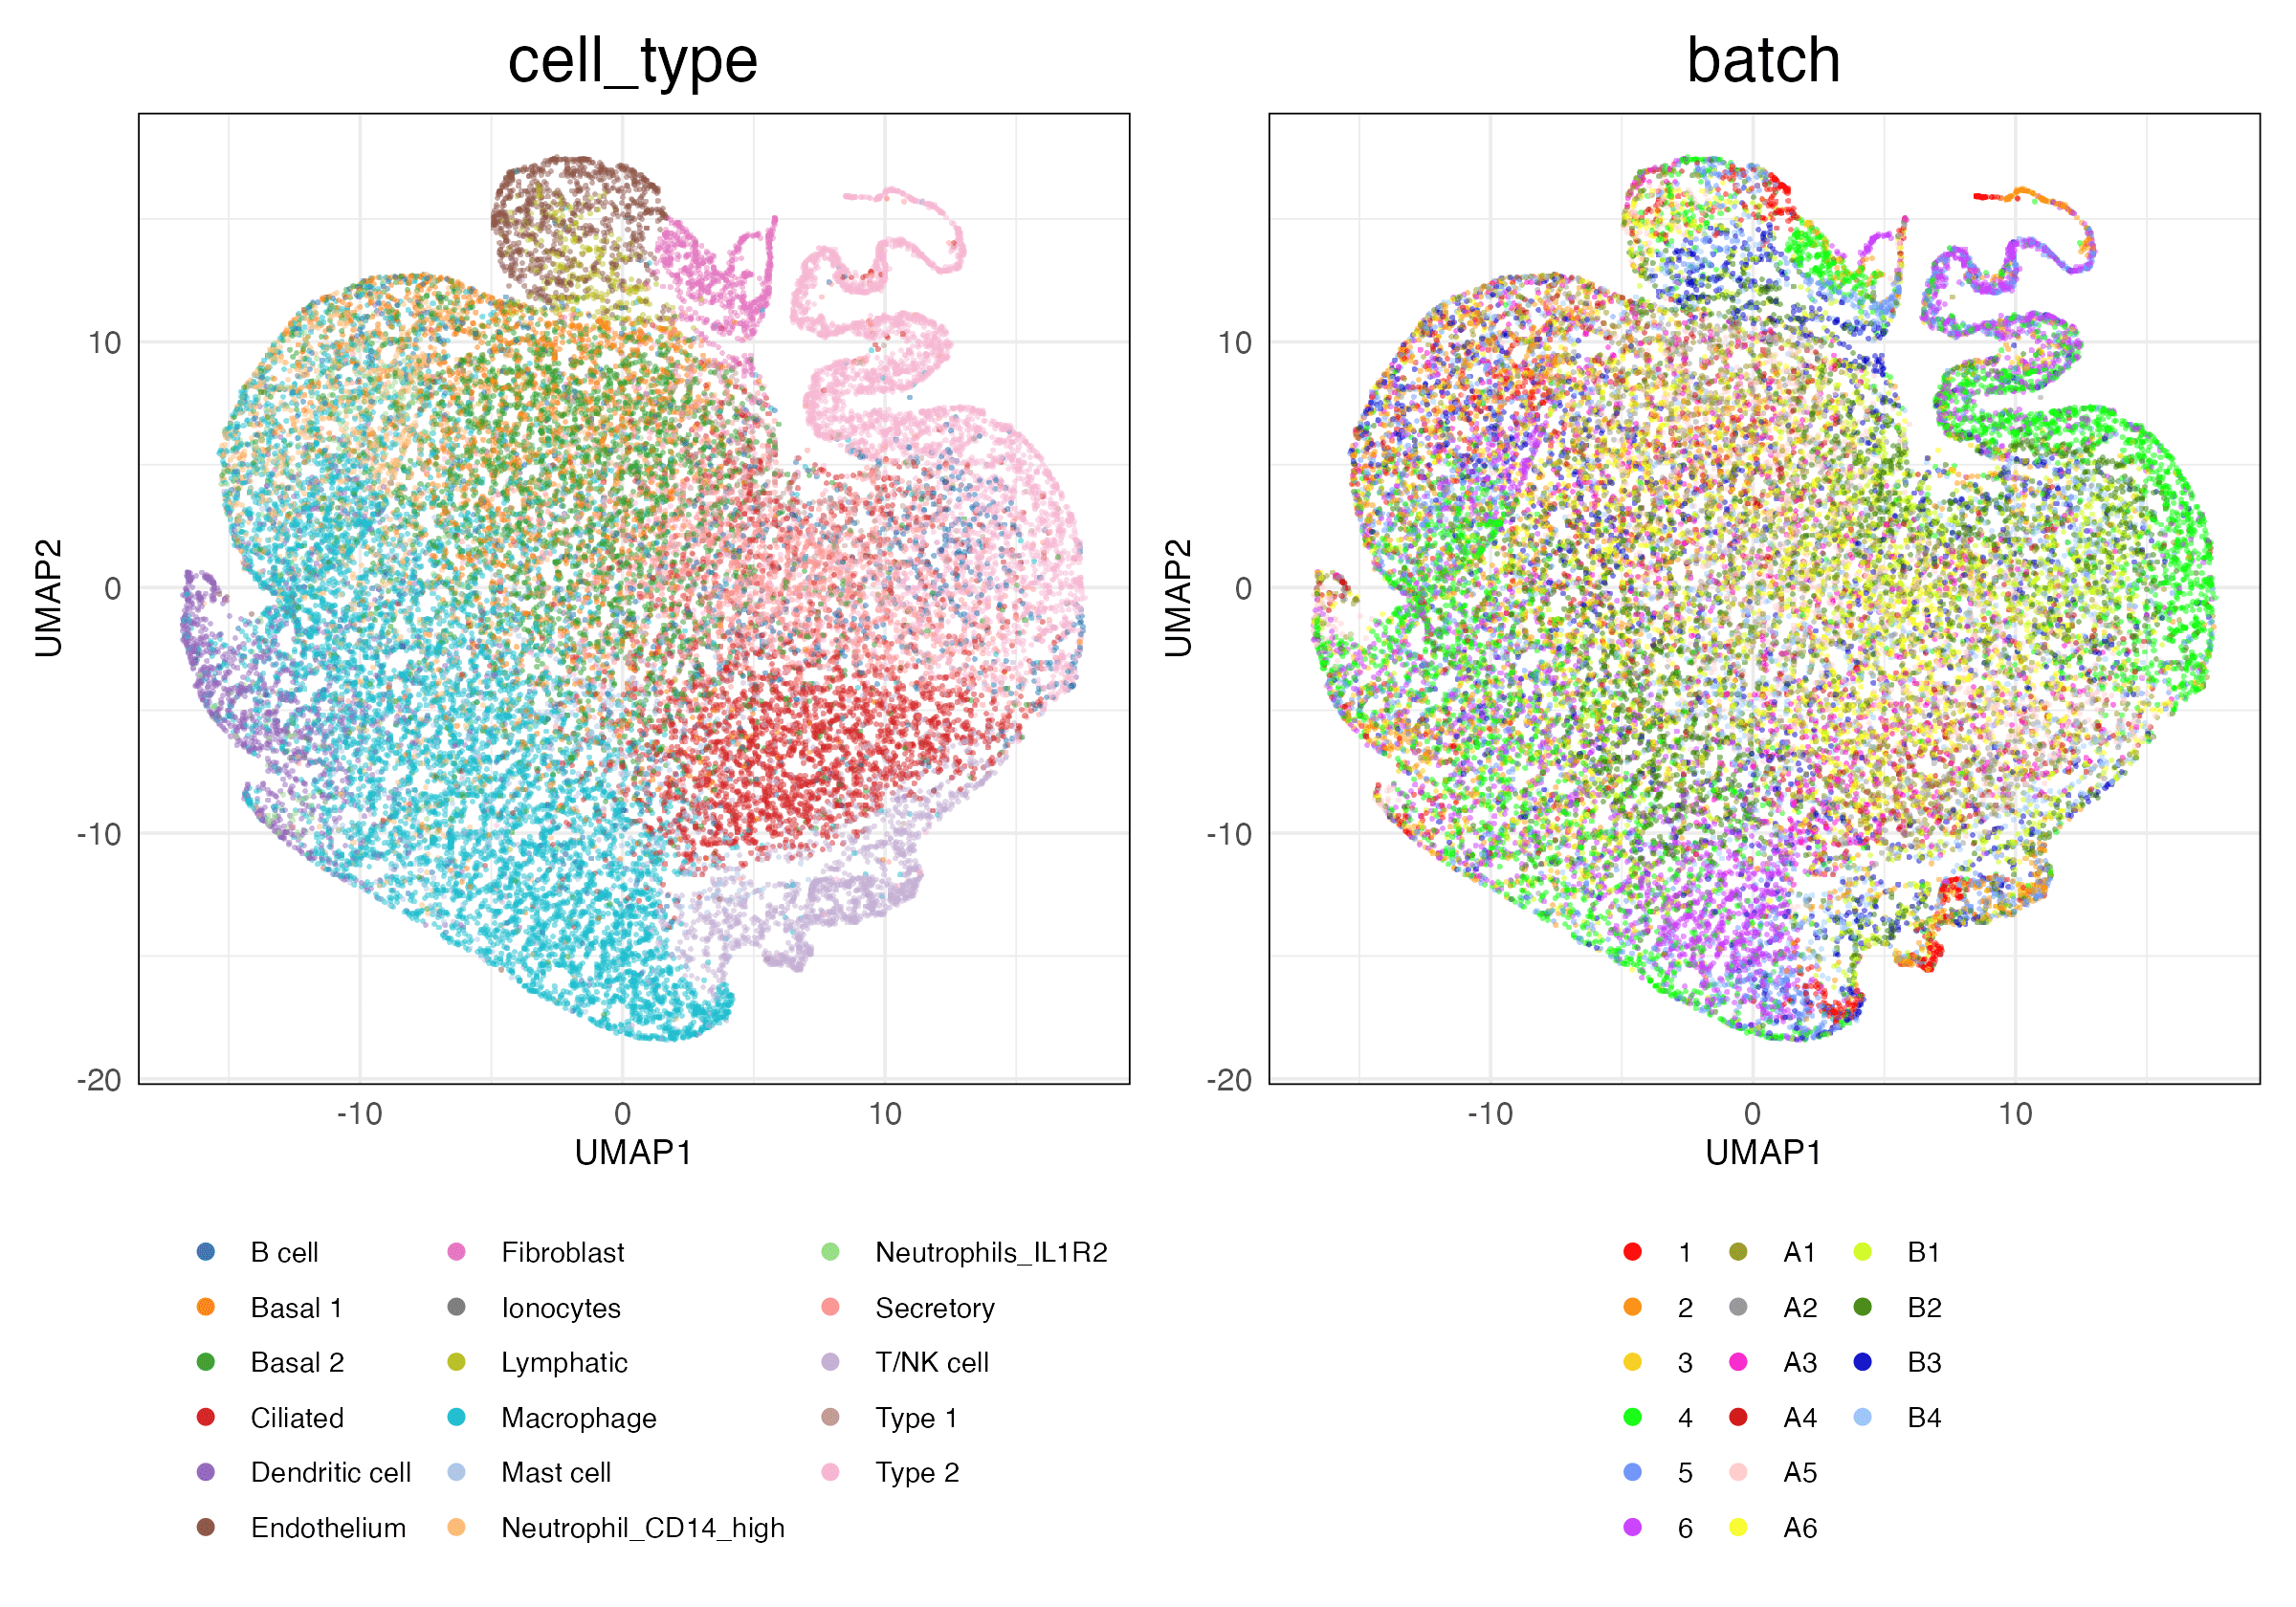 cell_type
batch
UMAP2
10
0
-10
-20
-10
0
10
UMAP1
UMAP2
10
0
-10
-20
-10
0
10
UMAP1
B cell
Basal 1
Basal 2
Ciliated
Dendritic cell
Endothelium
Fibroblast
Ionocytes
Lymphatic
Macrophage
Mast cell
Neutrophil_CD14_high
Neutrophils_IL1R2
Secretory
T/NK cell
Type 1
Type 2
1
2
3
4
5
6
A1
A2
A3
A4
A5
A6
B1
B2
B3
B4